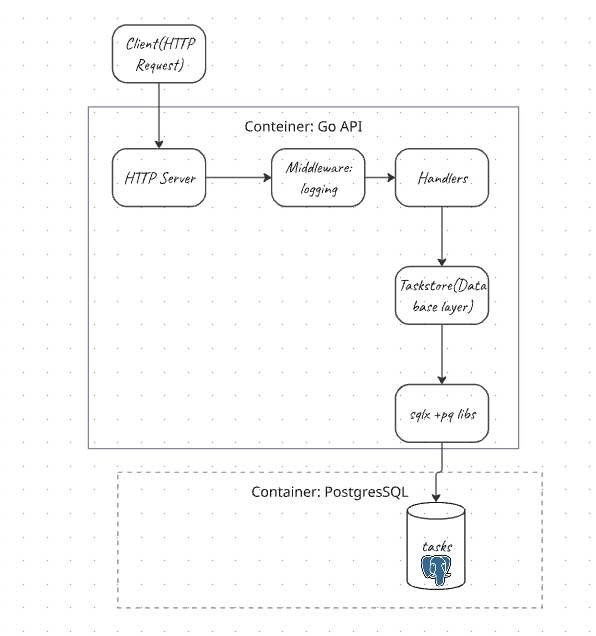 Client(HTTP
Request)
Conteiner: Go API
HTTP Server
Middleware:
logging
Handlers
Taskstore(Data
base layer)
sqlx +pq libs
Container: PostgresSQL
tasks